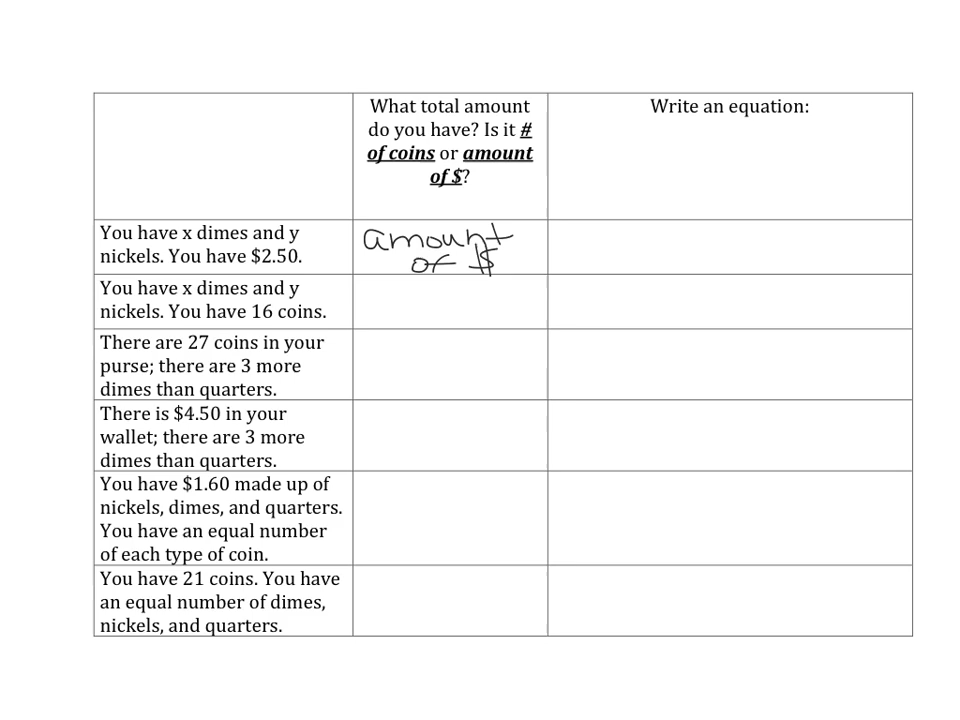 What total amount
do you have? Is it #
of coins or amount
of $?
Write an equation:
You have x dimes and y
nickels. You have $2.50.
amount
of $
You have x dimes and y
nickels. You have 16 coins.
There are 27 coins in your
purse; there are 3 more
dimes than quarters.
There is $4.50 in your
wallet; there are 3 more
dimes than quarters.
You have $1.60 made up of
nickels, dimes, and quarters.
You have an equal number
of each type of coin.
You have 21 coins. You have
an equal number of dimes,
nickels, and quarters.